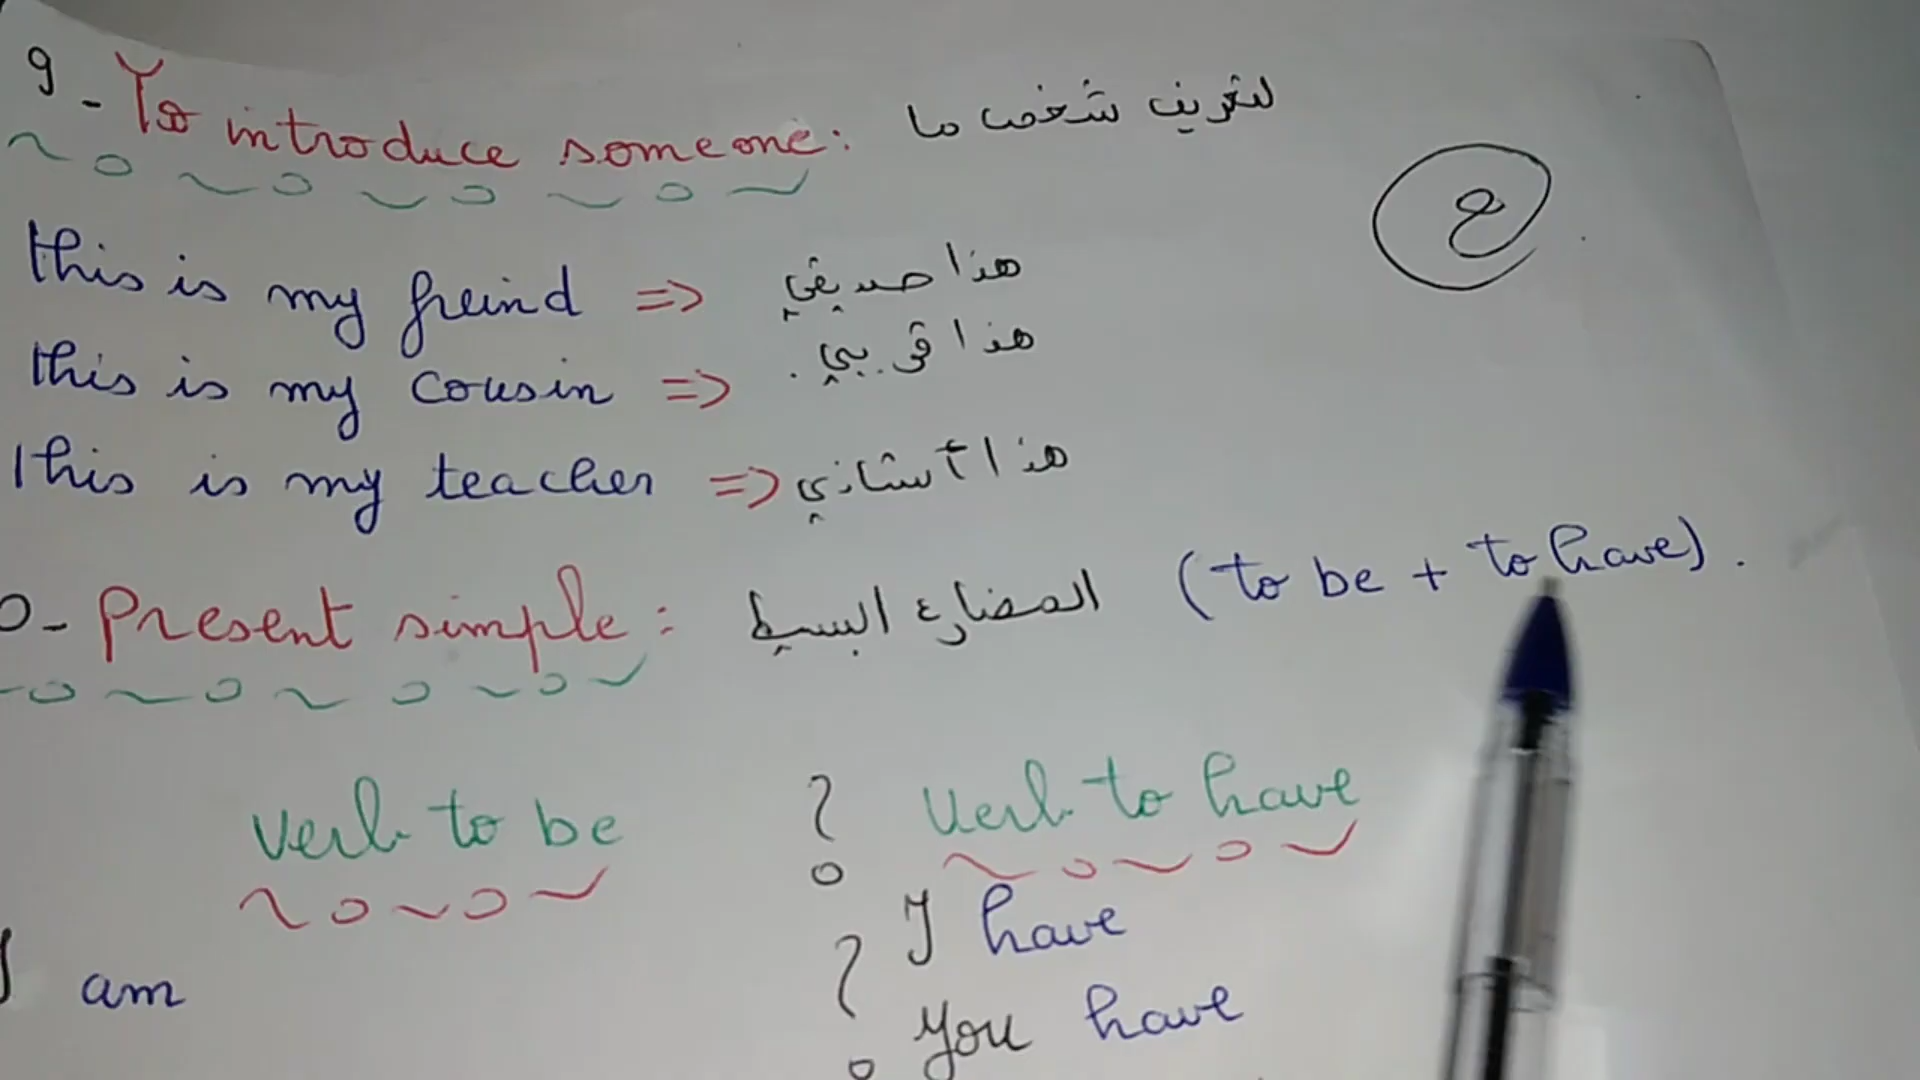 9 - To introduce someone: لتعريف شخص ما
this is my freind => هذا صديقي
this is my cousin => هذا قريبي.
This is my teacher => هذا أستاذي
0- Present simple: المضارع البسيط (to be + to have).
verb to be
verb to have
I am
I have
you have